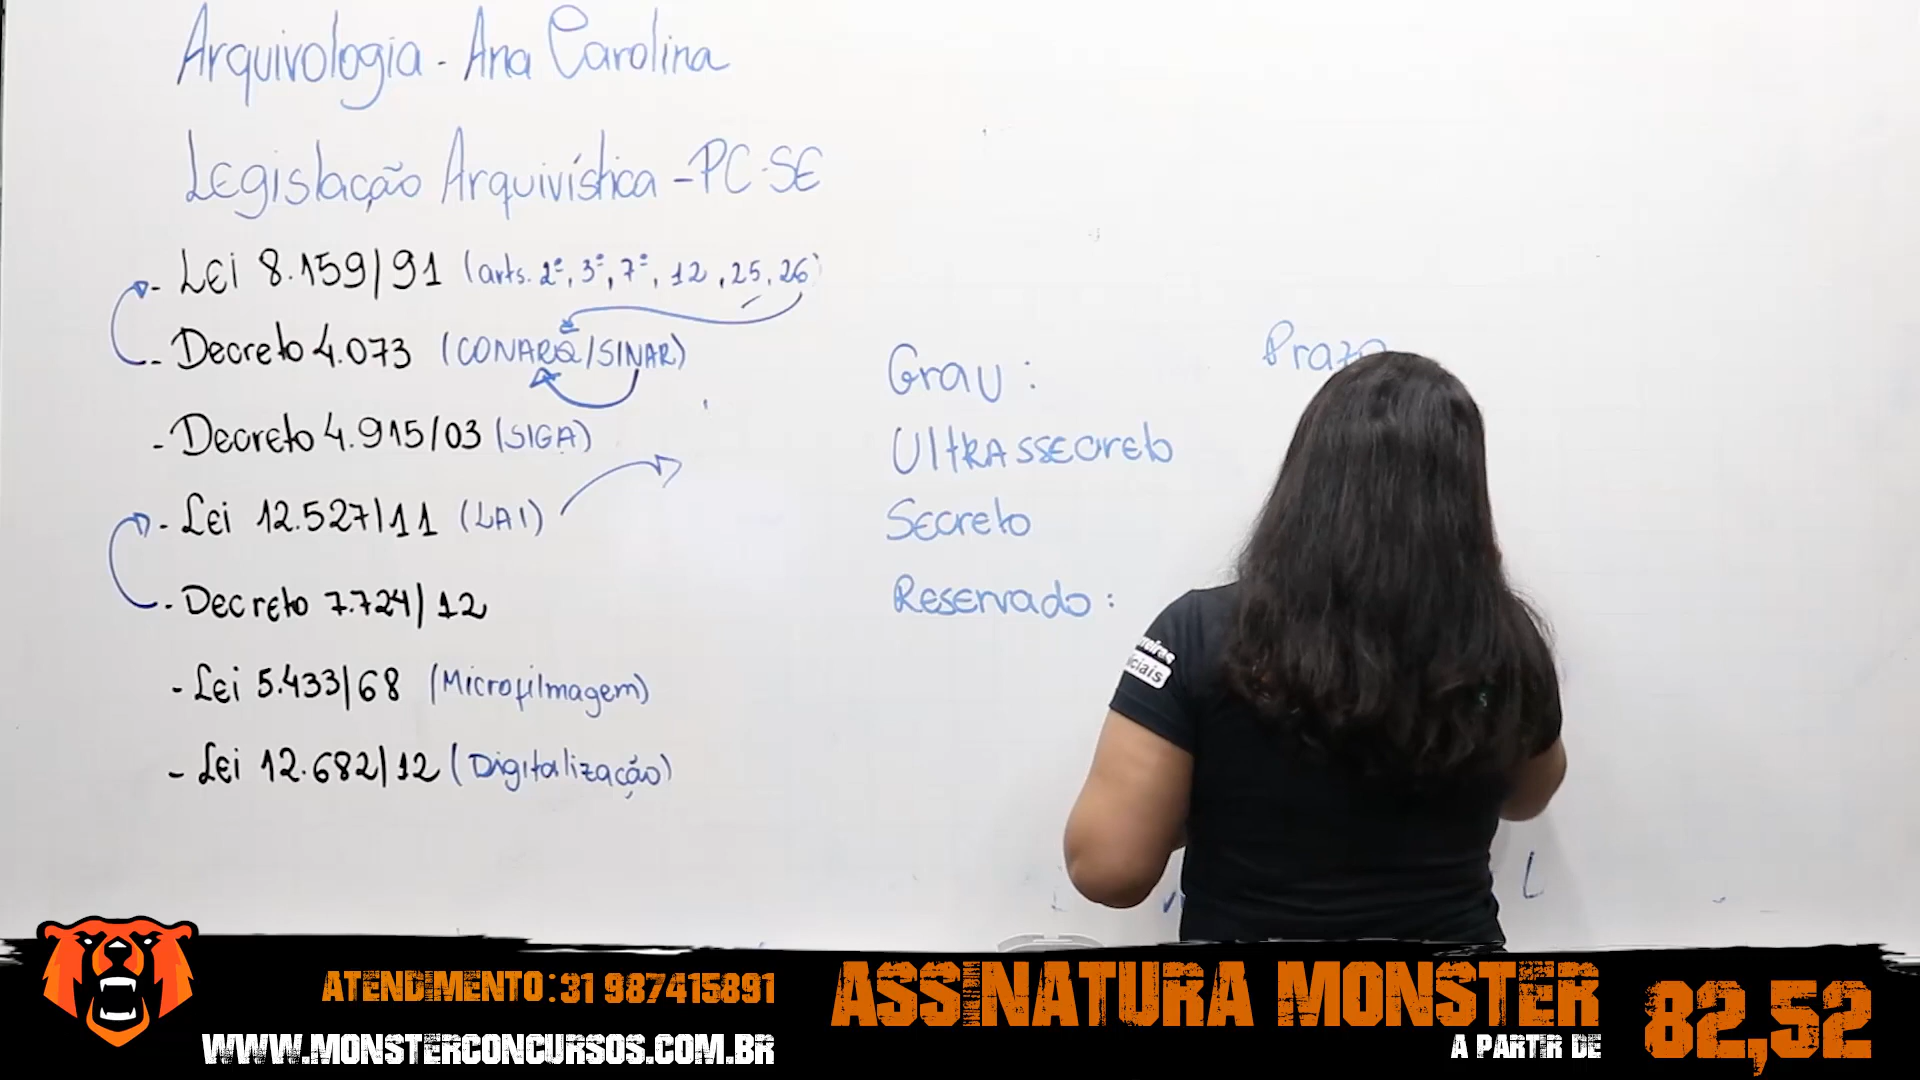 Arquivologia - Ana Carolina
Legislação Arquivística - PC-SE
- Lei 8.159/91 (arts. 2º, 3º, 7º, 12, 25, 26)
- Decreto 4.073 (CONARQ/SINAR)
- Decreto 4.915/03 (SIGA)
- Lei 12.527/11 (LAI)
- Decreto 7.724/12
- Lei 5.433/68 (Microfilmagem)
- Lei 12.682/12 (Digitalização)
Grau:
Ultrassecreto
Secreto
Reservado:
Prazo
ATENDIMENTO: 31 987415891
WWW.MONSTERCONCURSOS.COM.BR
ASSINATURA MONSTER
A PARTIR DE
82,52